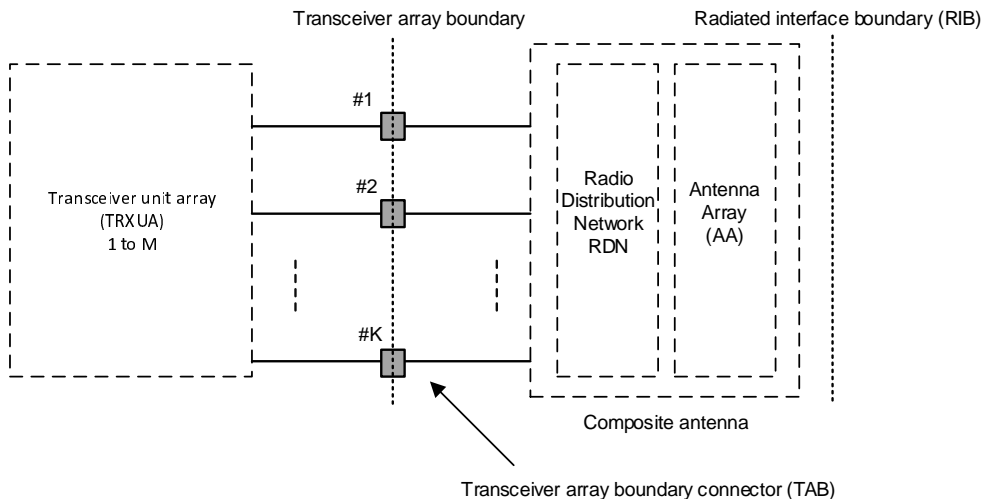 Transceiver array boundary
Radiated interface boundary (RIB)
#1
#2
#K
Transceiver unit array
(TRXUA)
1 to M
Radio
Distribution
Network
RDN
Antenna
Array
(AA)
Composite antenna
Transceiver array boundary connector (TAB)